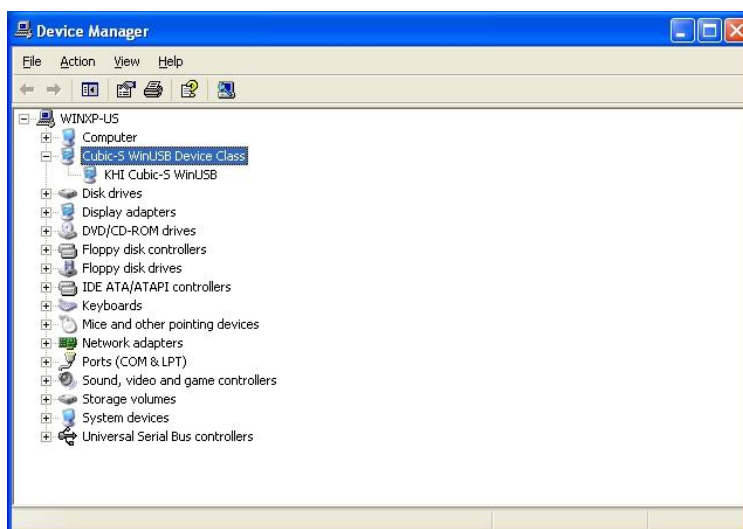 Device Manager
File Action View Help
WINXP-US
Computer
Cubic-S WinUSB Device Class
KHI Cubic-S WinUSB
Disk drives
Display adapters
DVD/CD-ROM drives
Floppy disk controllers
Floppy disk drives
IDE ATA/ATAPI controllers
Keyboards
Mice and other pointing devices
Network adapters
Ports (COM & LPT)
Sound, video and game controllers
Storage volumes
System devices
Universal Serial Bus controllers